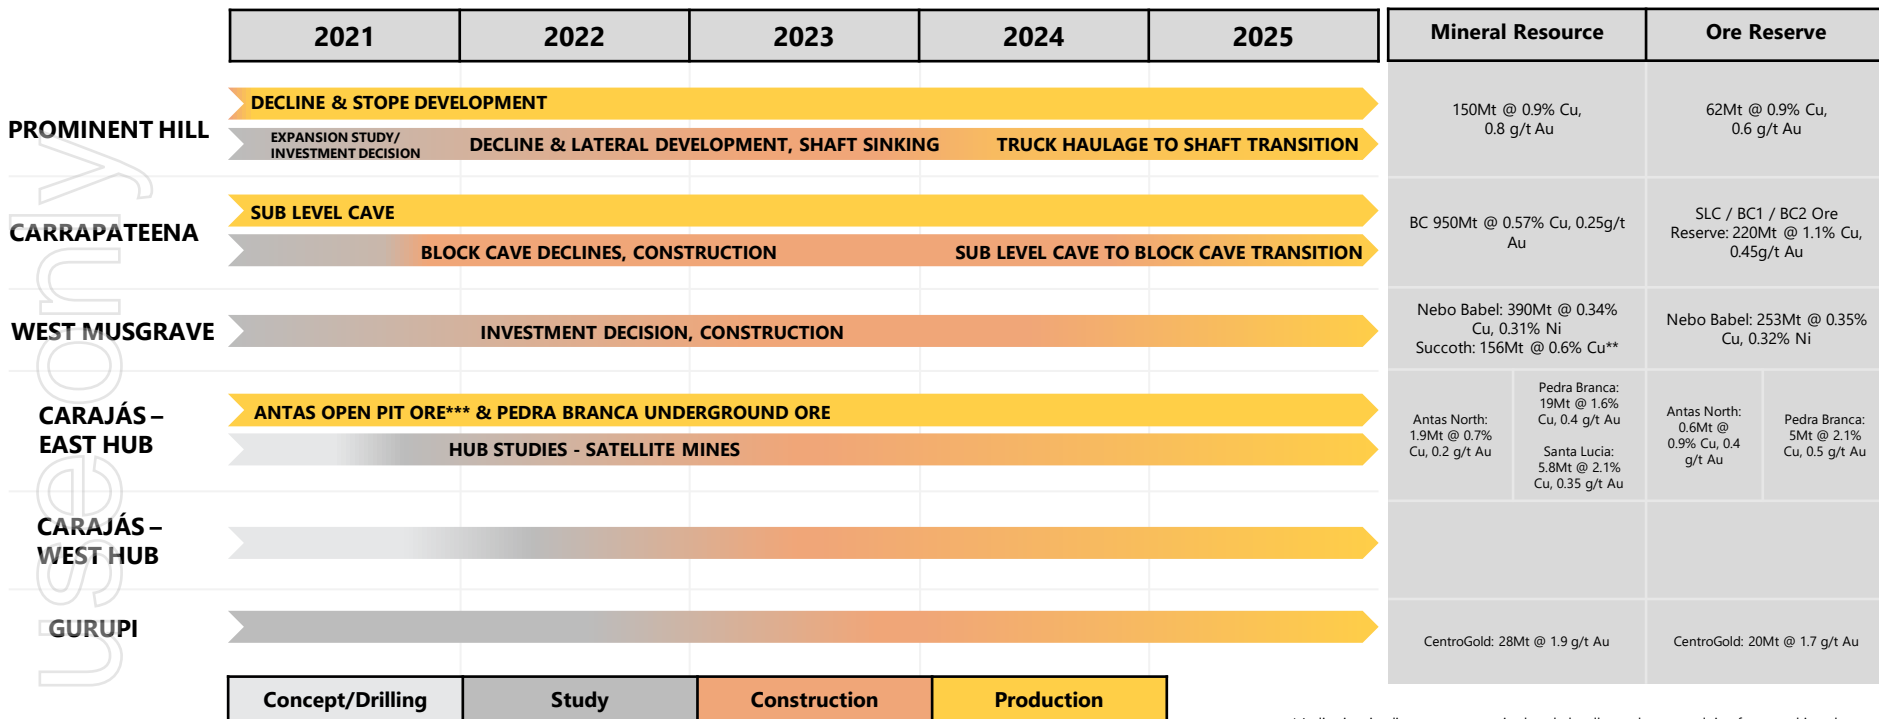 2021 2022 2023 2024 2025 Mineral Resource Ore Reserve
PROMINENT HILL
DECLINE & STOPE DEVELOPMENT
EXPANSION STUDY/
INVESTMENT DECISION
DECLINE & LATERAL DEVELOPMENT, SHAFT SINKING
TRUCK HAULAGE TO SHAFT TRANSITION
150Mt @ 0.9% Cu,
0.8 g/t Au
62Mt @ 0.9% Cu,
0.6 g/t Au
CARRAPATEENA
SUB LEVEL CAVE
BLOCK CAVE DECLINES, CONSTRUCTION
SUB LEVEL CAVE TO BLOCK CAVE TRANSITION
BC 950Mt @ 0.57% Cu, 0.25g/t
Au
SLC / BC1 / BC2 Ore
Reserve: 220Mt @ 1.1% Cu,
0.45g/t Au
WEST MUSGRAVE
INVESTMENT DECISION, CONSTRUCTION
Nebo Babel: 390Mt @ 0.34%
Cu, 0.31% Ni
Succoth: 156Mt @ 0.6% Cu**
Nebo Babel: 253Mt @ 0.35%
Cu, 0.32% Ni
CARAJÁS –
EAST HUB
ANTAS OPEN PIT ORE*** & PEDRA BRANCA UNDERGROUND ORE
HUB STUDIES - SATELLITE MINES
Antas North:
1.9Mt @ 0.7%
Cu, 0.2 g/t Au
Pedra Branca:
19Mt @ 1.6%
Cu, 0.4 g/t Au
Santa Lucia:
5.8Mt @ 2.1%
Cu, 0.35 g/t Au
Antas North:
0.6Mt @
0.9% Cu, 0.4
g/t Au
Pedra Branca:
5Mt @ 2.1%
Cu, 0.5 g/t Au
CARAJÁS –
WEST HUB
GURUPI
CentroGold: 28Mt @ 1.9 g/t Au
CentroGold: 20Mt @ 1.7 g/t Au
Concept/Drilling Study Construction Production
use only